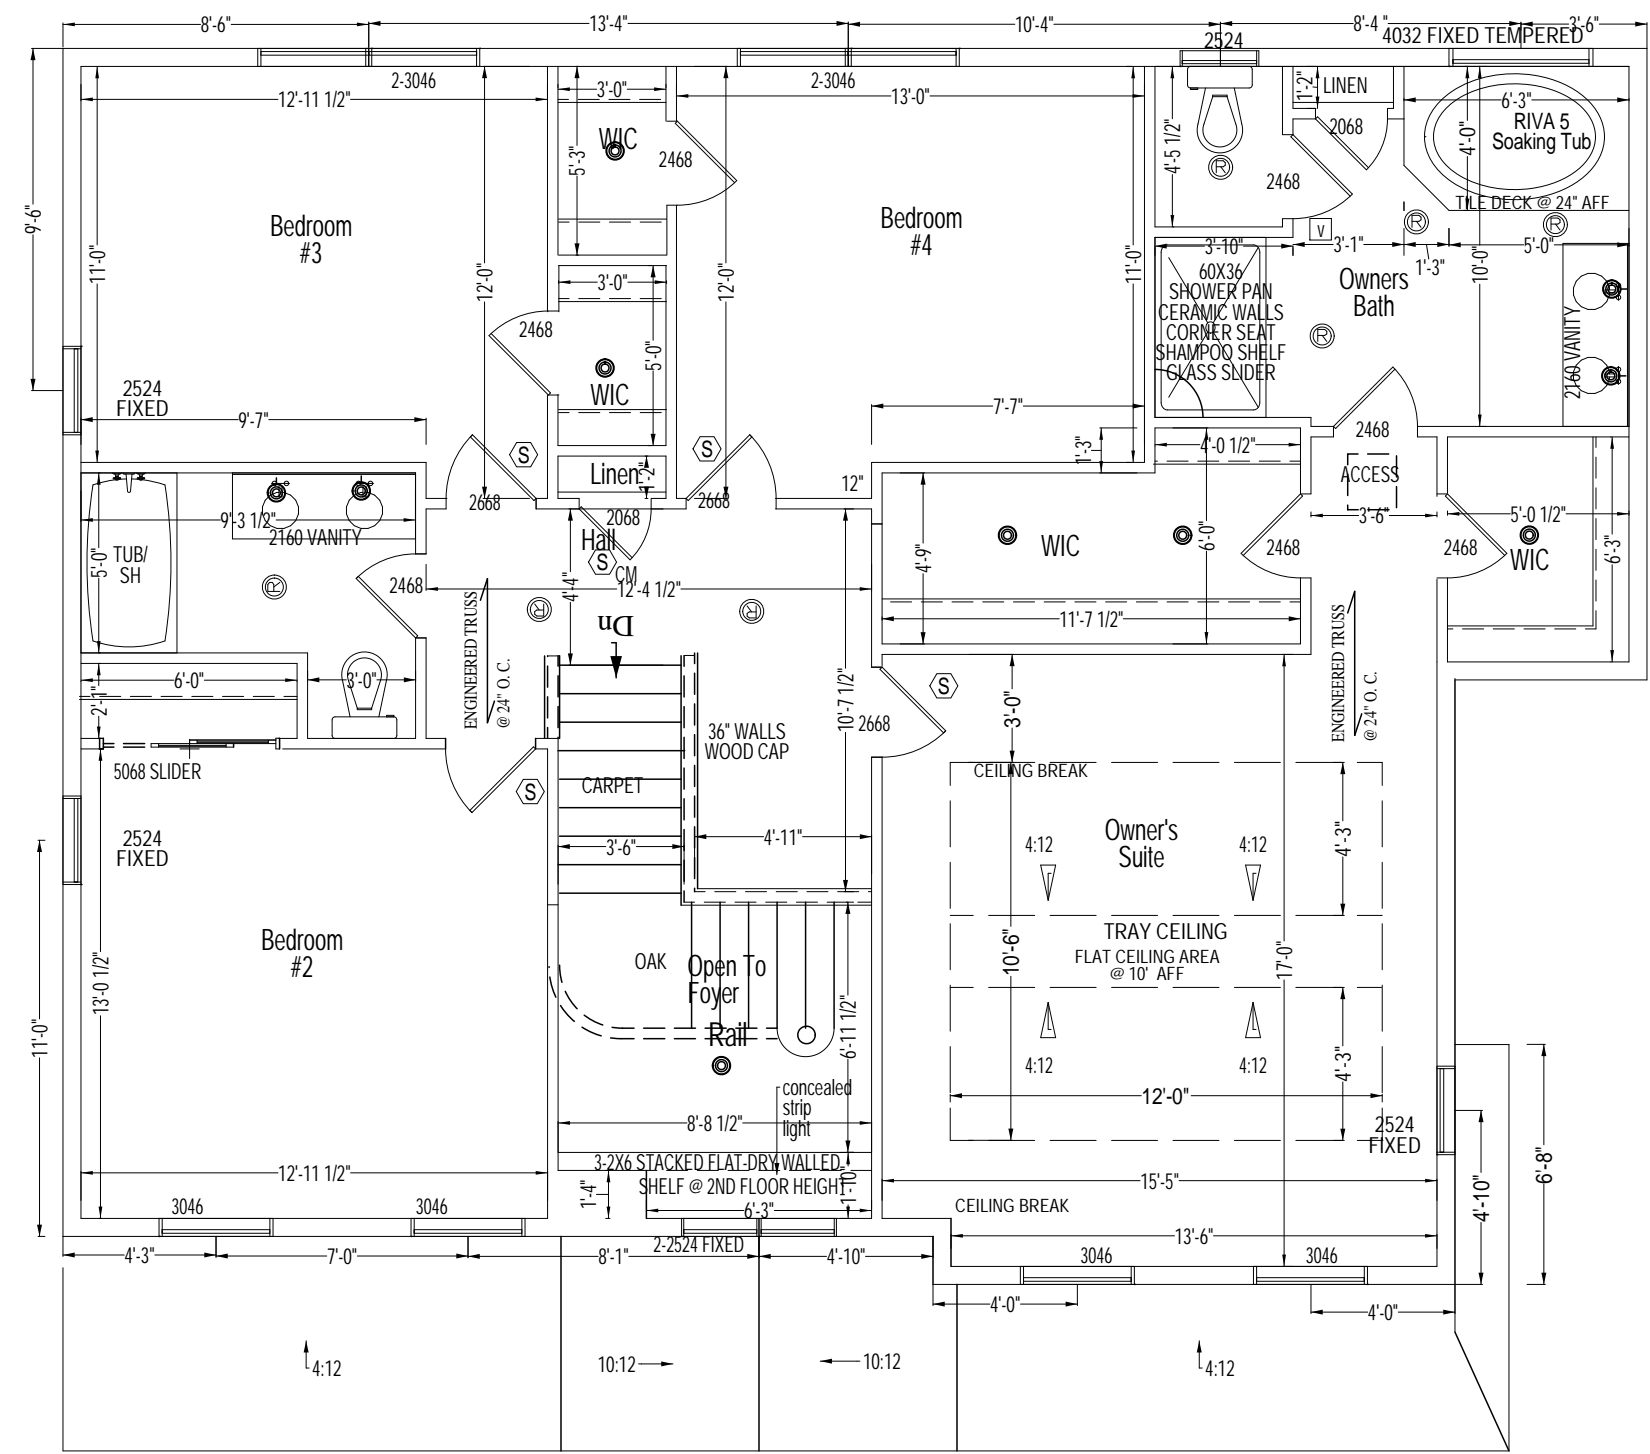 8'-6"
13'-4"
10'-4"
8'-4"
3'-6"
2524
4032 FIXED TEMPERED
2-3046
2-3046
12'-11 1/2"
3'-0"
13'-0"
1'-2"
LINEN
6'-3"
RIVA 5
Soaking Tub
4'-0"
2068
WIC
5'-3"
2468
4'-5 1/2"
2468
TILE DECK @ 24" AFF
R
R
R
V
9'-6"
Bedroom
#3
Bedroom
#4
11'-0"
12'-0"
12'-0"
11'-0"
3'-10"
3'-1"
1'-3"
5'-0"
10'-0"
3'-0"
60X36
SHOWER PAN
CERAMIC WALLS
CORNER SEAT
SHAMPOO SHELF
GLASS SLIDER
Owners
Bath
R
2160 VANITY
2468
5'-0"
WIC
2524
FIXED
9'-7"
7'-7"
2468
S
S
1'-3"
4'-0 1/2"
Linen
1'-2"
12"
ACCESS
2668
2068
2668
3'-6"
5'-0 1/2"
9'-3 1/2"
2160 VANITY
5'-0"
TUB/
SH
R
2468
Hall
S
CM
12'-4 1/2"
4'-4"
R
R
4'-9"
WIC
6'-0"
2468
2468
WIC
6'-3"
11'-7 1/2"
ENGINEERED TRUSS
@ 24" O. C.
Dn
ENGINEERED TRUSS
@ 24" O. C.
6'-0"
2'-1"
3'-0"
S
3'-0"
10'-7 1/2"
2668
36" WALLS
WOOD CAP
5068 SLIDER
CARPET
S
CEILING BREAK
2524
FIXED
3'-6"
4'-11"
Owner's
Suite
4:12
4:12
4'-3"
Bedroom
#2
OAK
Open To
Foyer
Rail
10'-6"
TRAY CEILING
FLAT CEILING AREA
@ 10' AFF
17'-0"
13'-0 1/2"
11'-0"
6'-11 1/2"
4:12
4:12
4'-3"
concealed
strip
light
12'-0"
8'-8 1/2"
2524
FIXED
12'-11 1/2"
3-2X6 STACKED FLAT-DRY WALLED
SHELF @ 2ND FLOOR HEIGHT
1'-10"
1'-4"
6'-3"
15'-5"
6'-8"
4'-10"
CEILING BREAK
3046
3046
13'-6"
2-2524 FIXED
3046
3046
4'-3"
7'-0"
8'-1"
4'-10"
4'-0"
4'-0"
4:12
10:12
10:12
4:12